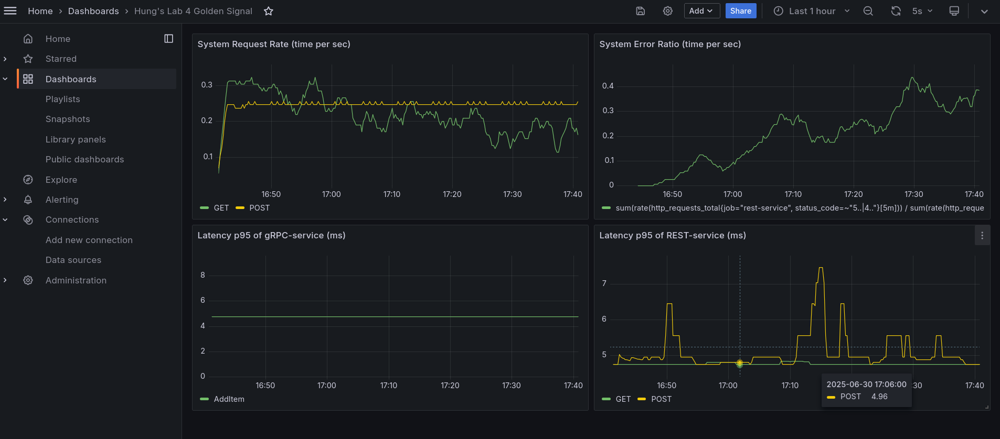 Home › Dashboards › Hung's Lab 4 Golden Signal
Add
Share
Last 1 hour
5s
Home
Starred
Dashboards
Playlists
Snapshots
Library panels
Public dashboards
Explore
Alerting
Connections
Add new connection
Data sources
Administration
System Request Rate (time per sec)
0.3
0.2
0.1
16:50 17:00 17:10 17:20 17:30 17:40
GET POST
System Error Ratio (time per sec)
0.4
0.3
0.2
0.1
0
16:50 17:00 17:10 17:20 17:30 17:40
sum(rate(http_requests_total{job="rest-service", status_code=~"5..|4.."}[5m])) / sum(rate(http_reque
Latency p95 of gRPC-service (ms)
8
6
4
2
0
16:50 17:00 17:10 17:20 17:30 17:40
AddItem
Latency p95 of REST-service (ms)
7
6
5
16:50 17:00 17:10 :30 17:40
GET POST
2025-06-30 17:06:00
POST 4.96